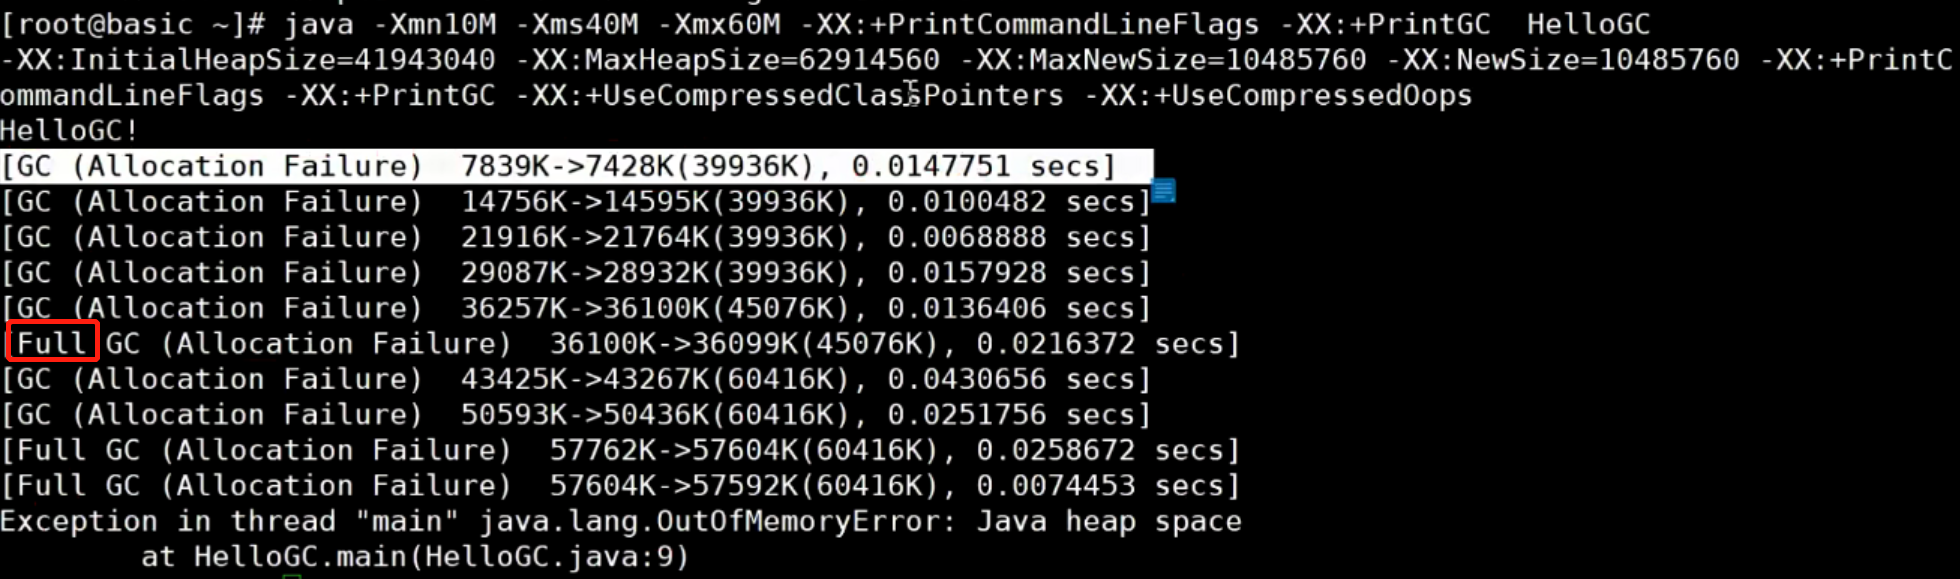 [root@basic ~]# java -Xmn10M -Xms40M -Xmx60M -XX:+PrintCommandLineFlags -XX:+PrintGC  HelloGC
-XX:InitialHeapSize=41943040 -XX:MaxHeapSize=62914560 -XX:MaxNewSize=10485760 -XX:NewSize=10485760 -XX:+PrintC
ommandLineFlags -XX:+PrintGC -XX:+UseCompressedClassPointers -XX:+UseCompressedOops
HelloGC!
[GC (Allocation Failure)  7839K->7428K(39936K), 0.0147751 secs]
[GC (Allocation Failure)  14756K->14595K(39936K), 0.0100482 secs]
[GC (Allocation Failure)  21916K->21764K(39936K), 0.0068888 secs]
[GC (Allocation Failure)  29087K->28932K(39936K), 0.0157928 secs]
[GC (Allocation Failure)  36257K->36100K(45076K), 0.0136406 secs]
[Full GC (Allocation Failure)  36100K->36099K(45076K), 0.0216372 secs]
[GC (Allocation Failure)  43425K->43267K(60416K), 0.0430656 secs]
[GC (Allocation Failure)  50593K->50436K(60416K), 0.0251756 secs]
[Full GC (Allocation Failure)  57762K->57604K(60416K), 0.0258672 secs]
[Full GC (Allocation Failure)  57604K->57592K(60416K), 0.0074453 secs]
Exception in thread "main" java.lang.OutOfMemoryError: Java heap space
        at HelloGC.main(HelloGC.java:9)